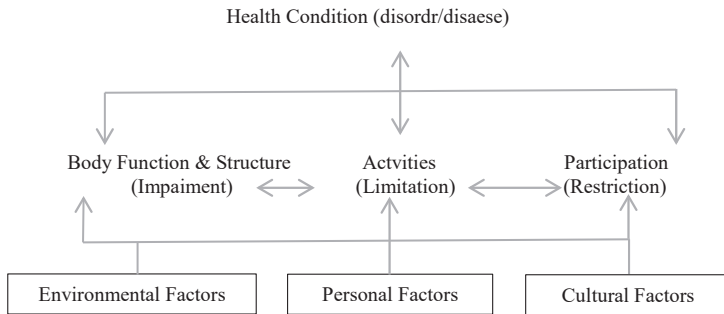 Health Condition (disordr/disaese)
Body Function & Structure
(Impaiment)
Actvities
(Limitation)
Participation
(Restriction)
Environmental Factors
Personal Factors
Cultural Factors